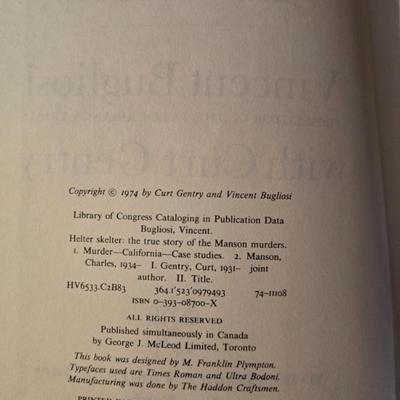 Copyright © 1974 by Curt Gentry and Vincent Bugliosi
Library of Congress Cataloging in Publication Data
Bugliosi, Vincent.
Helter skelter: the true story of the Manson murders.
1. Murder—California—Case studies. 2. Manson,
Charles, 1934– I. Gentry, Curt, 1931– joint
author. II. Title.
HV6533.C2B83 364.1'523'0979493 74–11108
ISBN 0–393–08700–X
ALL RIGHTS RESERVED
Published simultaneously in Canada
by George J. McLeod Limited, Toronto
This book was designed by M. Franklin Plympton.
Typefaces used are Times Roman and Ultra Bodoni.
Manufacturing was done by The Haddon Craftsmen.